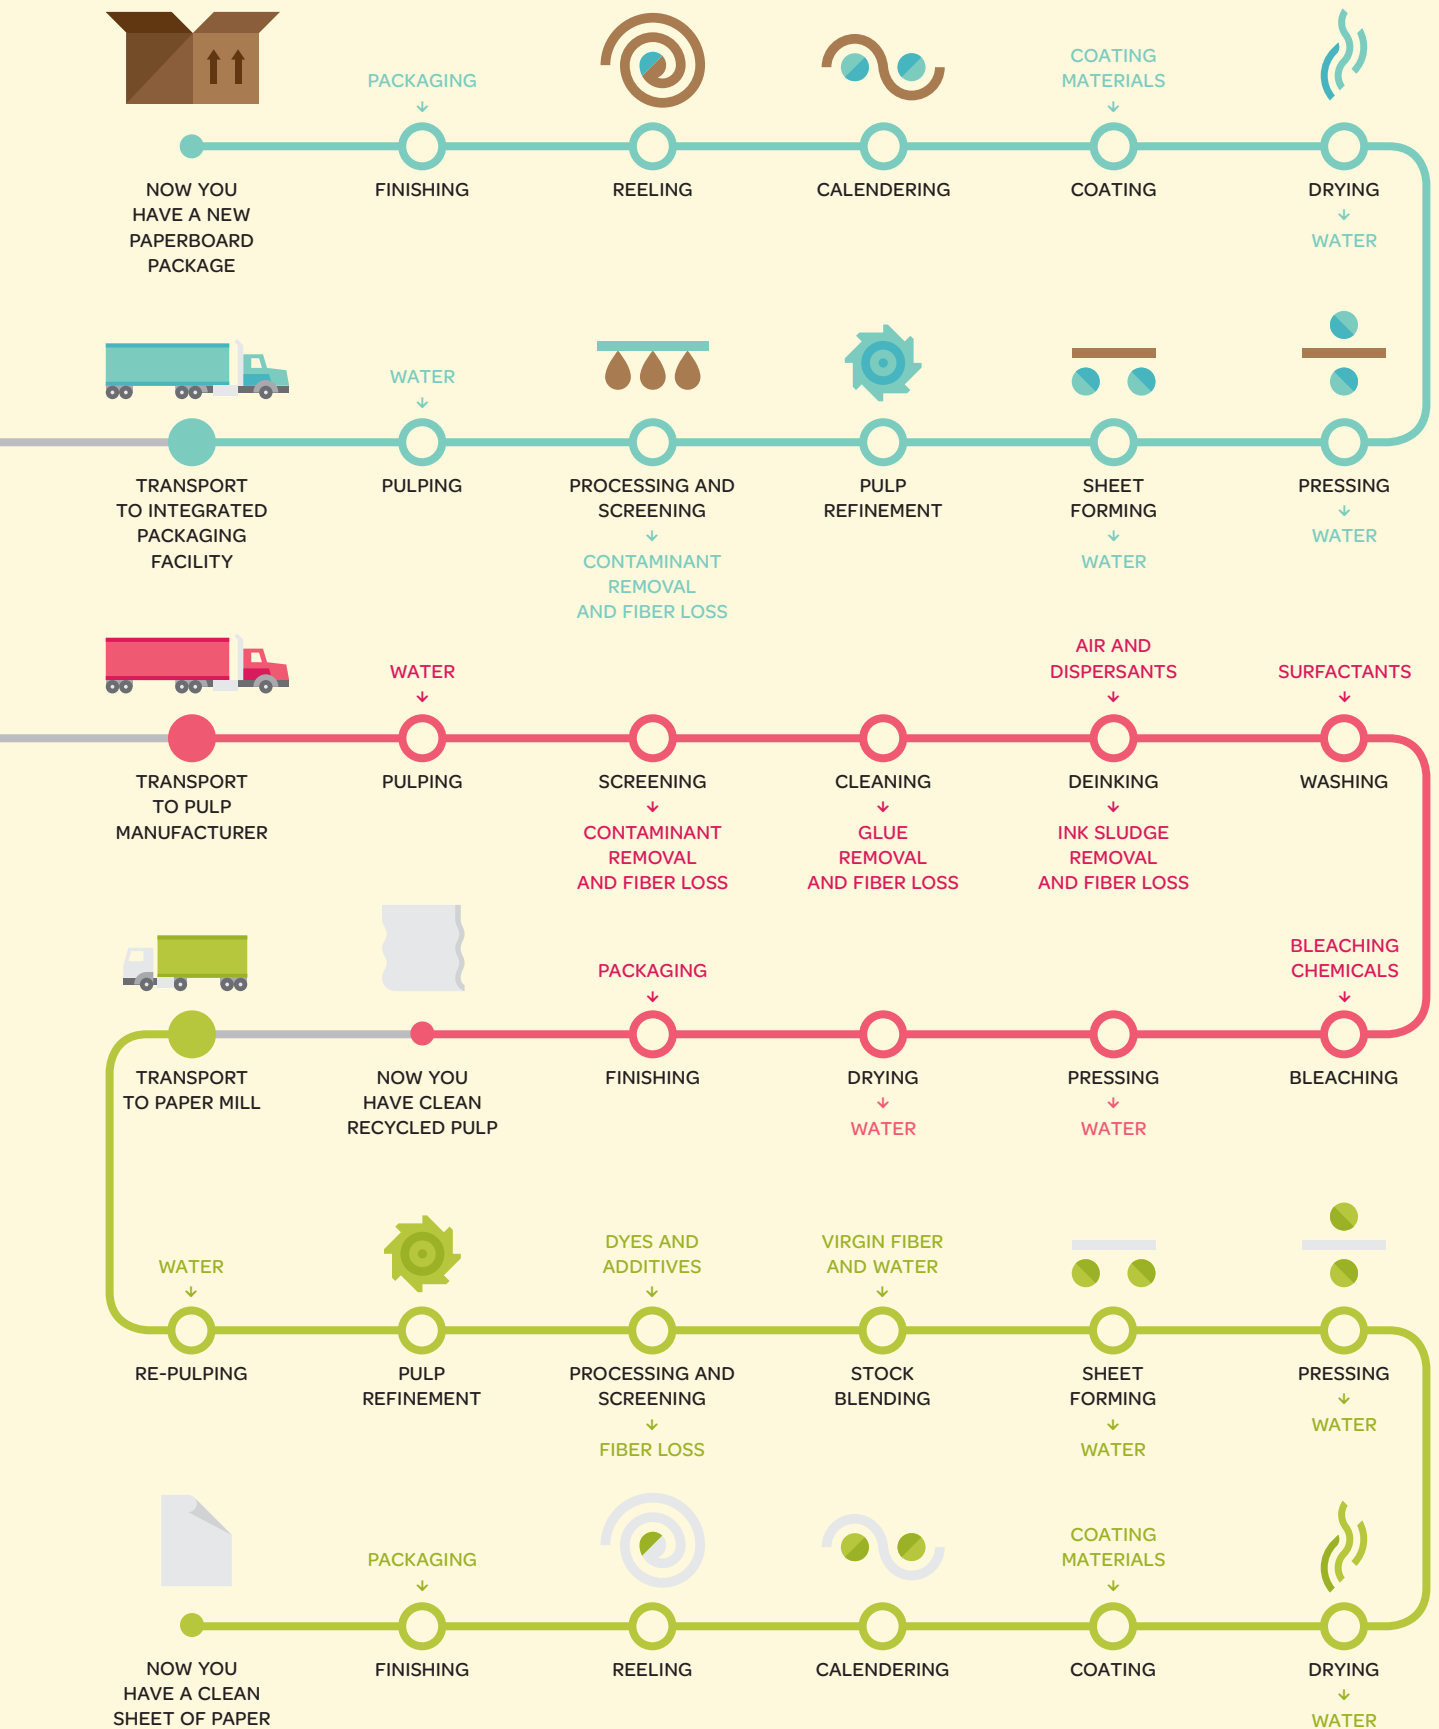 PACKAGING
COATING
MATERIALS
NOW YOU
HAVE A NEW
PAPERBOARD
PACKAGE
FINISHING
REELING
CALENDERING
COATING
DRYING
WATER
WATER
TRANSPORT
TO INTEGRATED
PACKAGING
FACILITY
PULPING
PROCESSING AND
SCREENING
CONTAMINANT
REMOVAL
AND FIBER LOSS
PULP
REFINEMENT
SHEET
FORMING
WATER
PRESSING
WATER
WATER
AIR AND
DISPERSANTS
SURFACTANTS
TRANSPORT
TO PULP
MANUFACTURER
PULPING
SCREENING
CONTAMINANT
REMOVAL
AND FIBER LOSS
CLEANING
GLUE
REMOVAL
AND FIBER LOSS
DEINKING
INK SLUDGE
REMOVAL
AND FIBER LOSS
WASHING
PACKAGING
BLEACHING
CHEMICALS
TRANSPORT
TO PAPER MILL
NOW YOU
HAVE CLEAN
RECYCLED PULP
FINISHING
DRYING
WATER
PRESSING
WATER
BLEACHING
WATER
DYES AND
ADDITIVES
VIRGIN FIBER
AND WATER
RE-PULPING
PULP
REFINEMENT
PROCESSING AND
SCREENING
FIBER LOSS
STOCK
BLENDING
SHEET
FORMING
WATER
PRESSING
WATER
PACKAGING
COATING
MATERIALS
NOW YOU
HAVE A CLEAN
SHEET OF PAPER
FINISHING
REELING
CALENDERING
COATING
DRYING
WATER